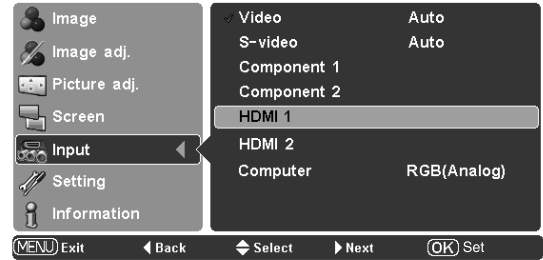 Image
Image adj.
Picture adj.
Screen
Input
Setting
Information
Video Auto
S-video Auto
Component 1
Component 2
HDMI 1
HDMI 2
Computer RGB(Analog)
MENU Exit Back Select Next OK Set